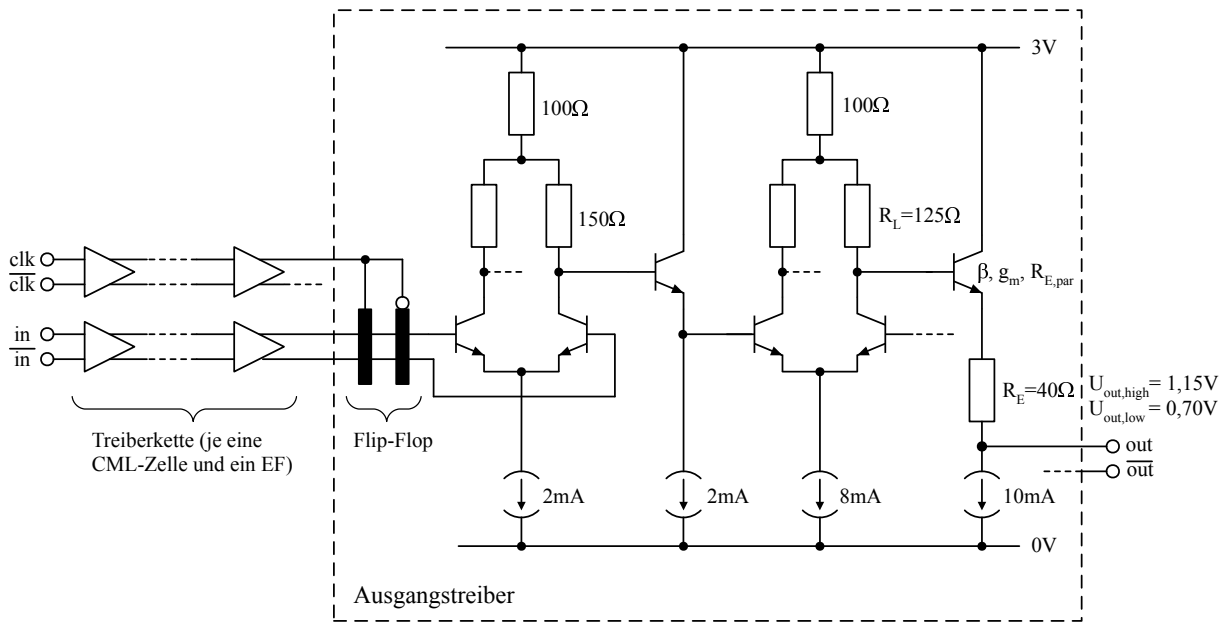 3V
100Ω
100Ω
150Ω
R_L=125Ω
clk
clk
β, g_m, R_E,par
in
in
R_E=40Ω
U_out,high= 1,15V
U_out,low= 0,70V
Treiberkette (je eine
CML-Zelle und ein EF)
Flip-Flop
out
out
2mA
2mA
8mA
10mA
0V
Ausgangstreiber